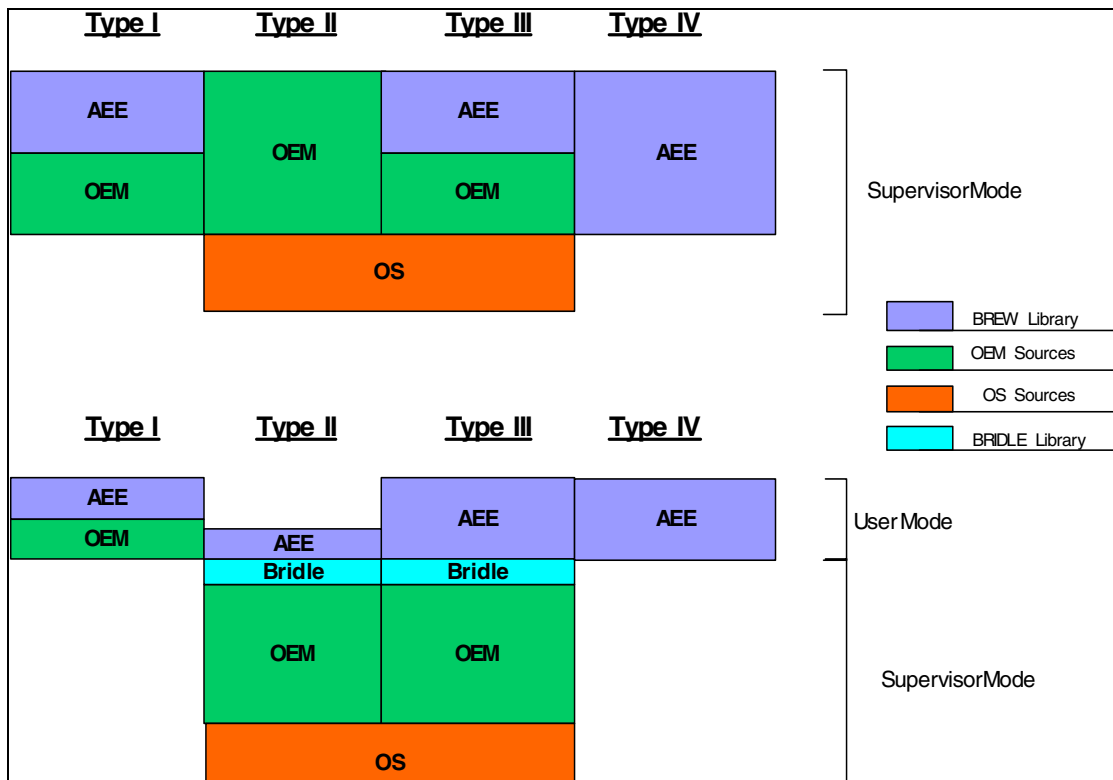 Type I Type II Type III Type IV
AEE
AEE
OEM
AEE
OEM
OEM
SupervisorMode
OS
BREW Library
OEM Sources
OS Sources
BRIDLE Library
Type I Type II Type III Type IV
AEE
AEE
AEE
UserMode
OEM
AEE
Bridle Bridle
OEM OEM
SupervisorMode
OS